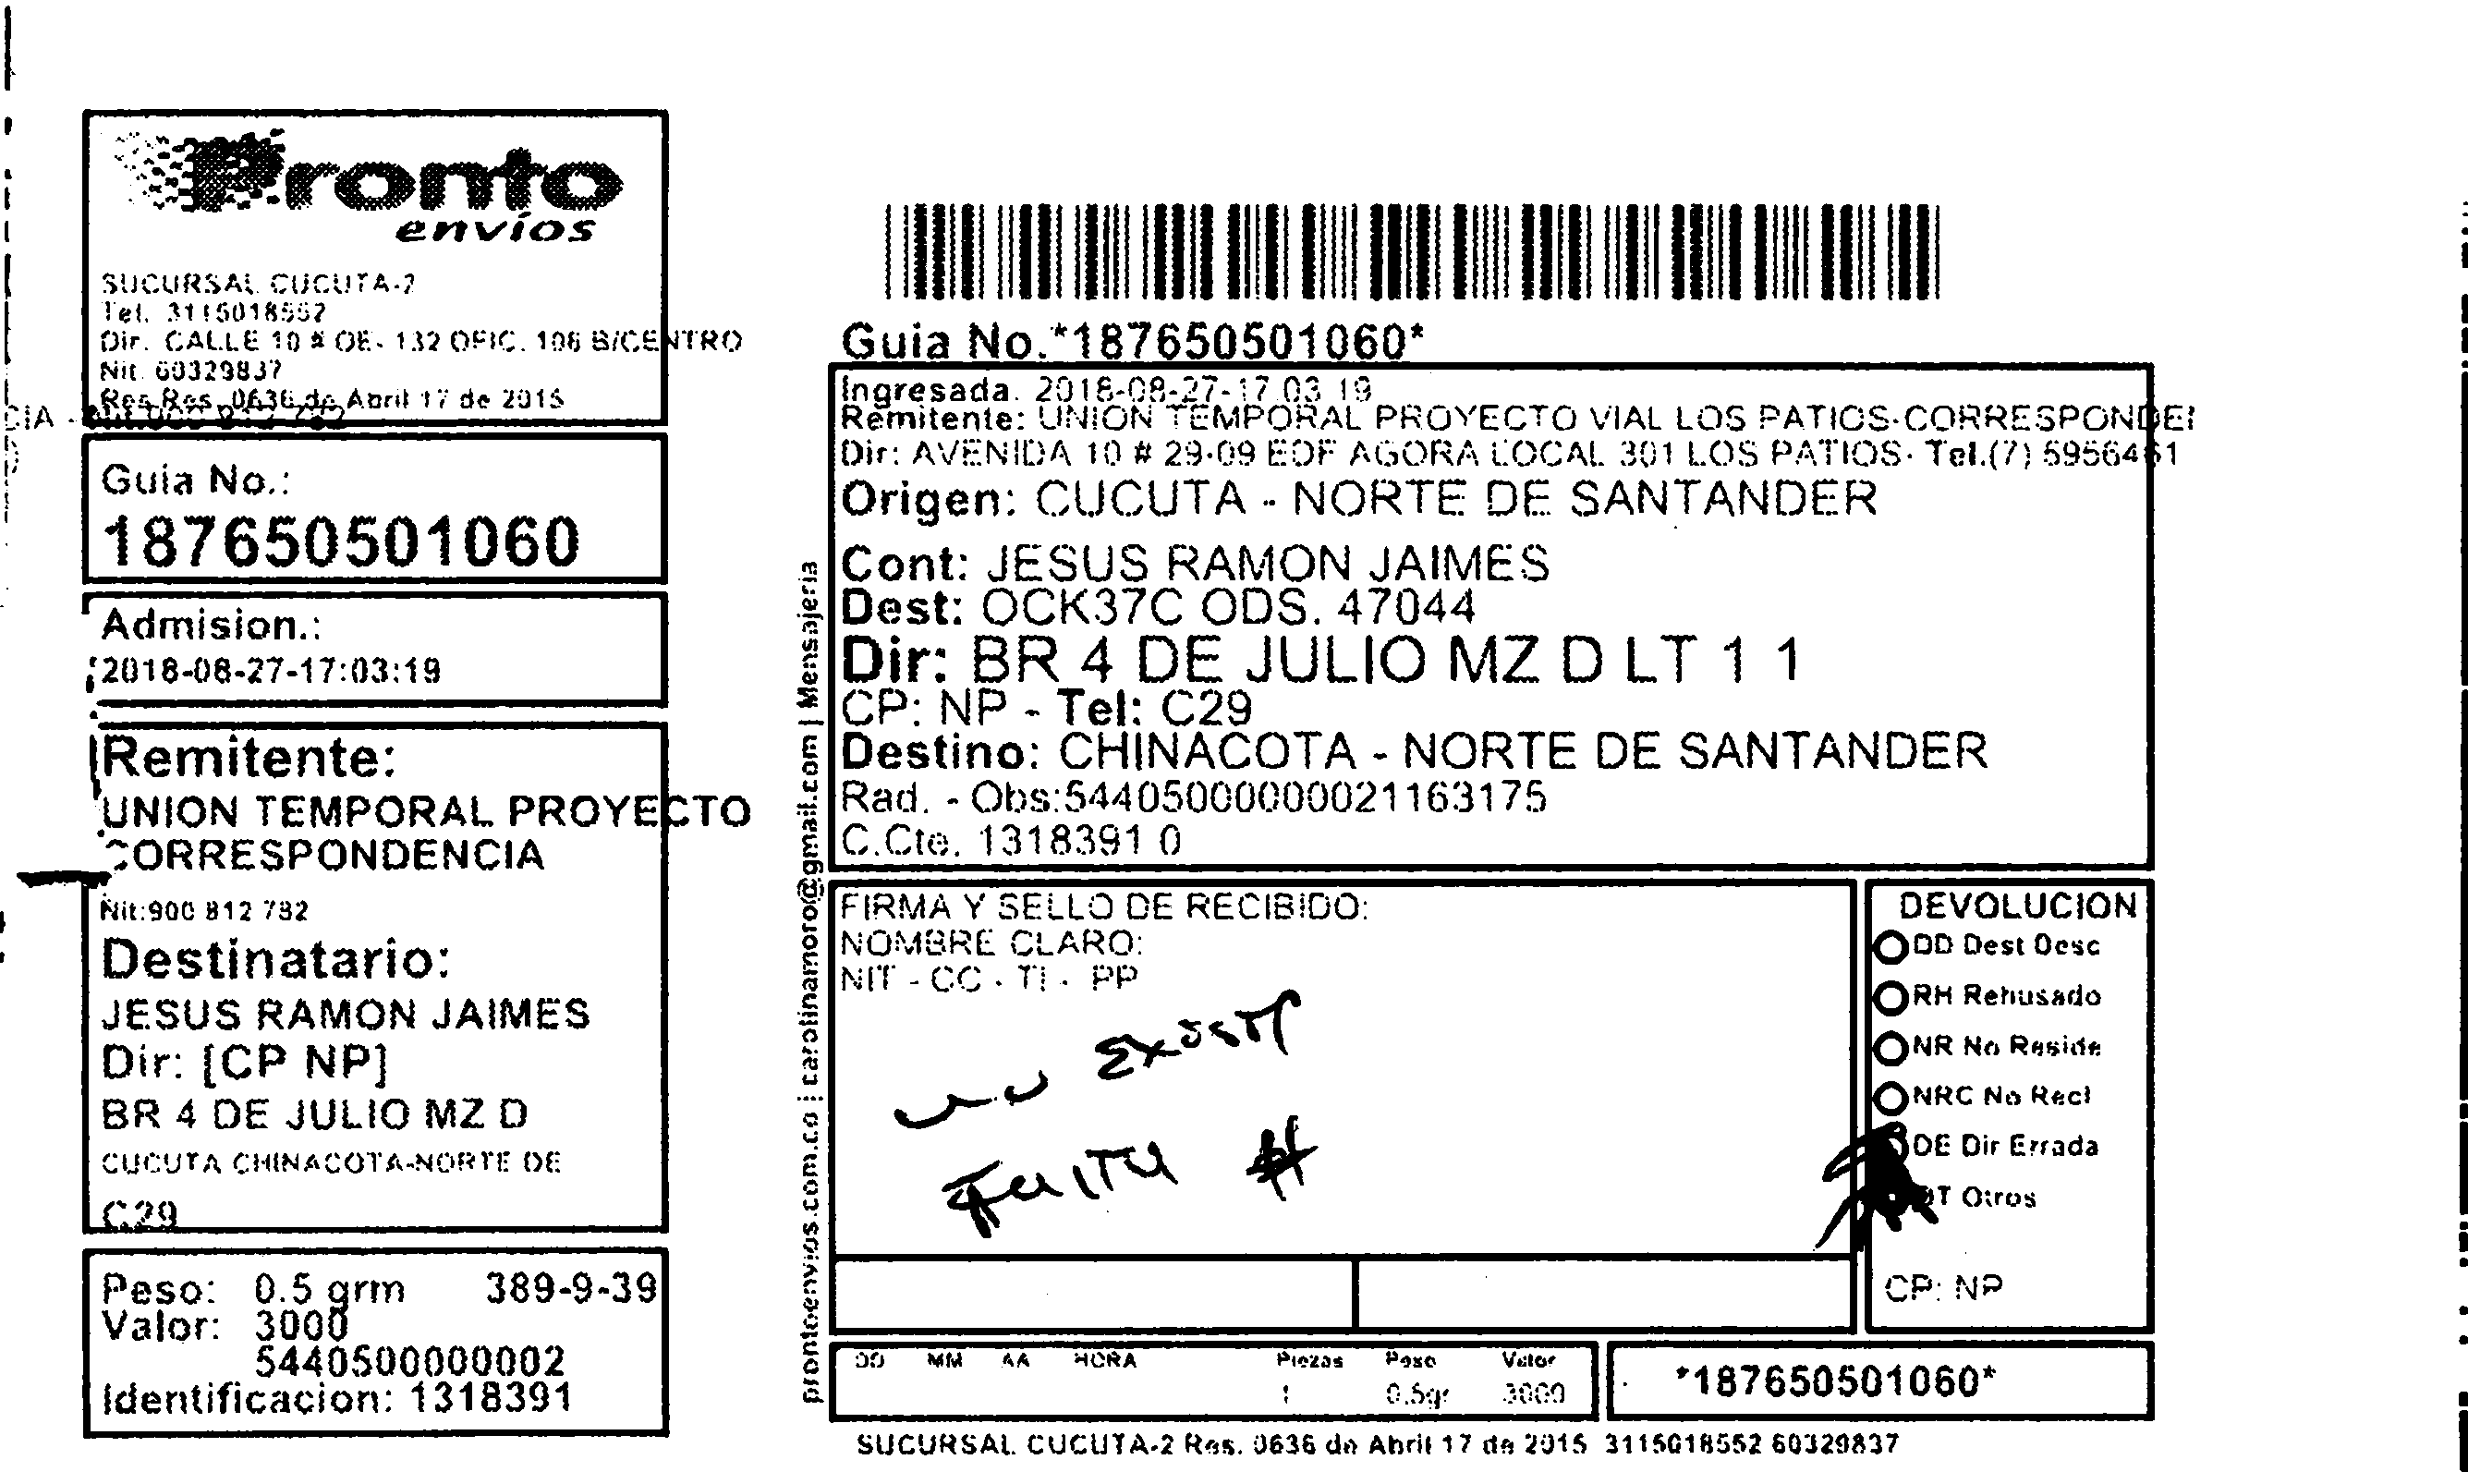 Pronto
envíos
SUCURSAL CUCUTA-2
Tel. 3115018552
Dir. CALLE 10 # OE- 132 OFIC. 106 B/CENTRO
Nit. 60329837
Res Res. 0636 de Abril 17 de 2015
CIA - Nit:900 812 782
Guia No.:
187650501060
Admision.:
2018-08-27-17:03:19
Remitente:
UNION TEMPORAL PROYECTO
CORRESPONDENCIA
Nit:900 812 782
Destinatario:
JESUS RAMON JAIMES
Dir: [CP NP]
BR 4 DE JULIO MZ D
CUCUTA CHINACOTA-NORTE DE
C29
Peso: 0.5 grm 389-9-39
Valor: 3000
5440500000002
Identificacion: 1318391
prontoenvios.com.co | carolinamoro@gmail.com | Mensajeria
Guia No.*187650501060*
Ingresada. 2018-08-27-17 03 19
Remitente: UNION TEMPORAL PROYECTO VIAL LOS PATIOS-CORRESPONDEN
Dir: AVENIDA 10 # 29-09 EDF AGORA LOCAL 301 LOS PATIOS- Tel.(7) 5956461
Origen: CUCUTA - NORTE DE SANTANDER
Cont: JESUS RAMON JAIMES
Dest: OCK37C ODS. 47044
Dir: BR 4 DE JULIO MZ D LT 1 1
CP: NP - Tel: C29
Destino: CHINACOTA - NORTE DE SANTANDER
Rad. - Obs:544050000000021163175
C.Cte. 1318391 0
FIRMA Y SELLO DE RECIBIDO:
NOMBRE CLARO:
NIT - CC - TI - PP
no Existe
Falta #
DEVOLUCION
DD Dest Desc
RH Rehusado
NR No Reside
NRC No Recl
DE Dir Errada
OT Otros
CP: NP
DD MM AA HORA Piezas Peso Valor
1 0.5gr 3000
*187650501060*
SUCURSAL CUCUTA-2 Res. 0636 de Abril 17 de 2015 3115018552 60329837